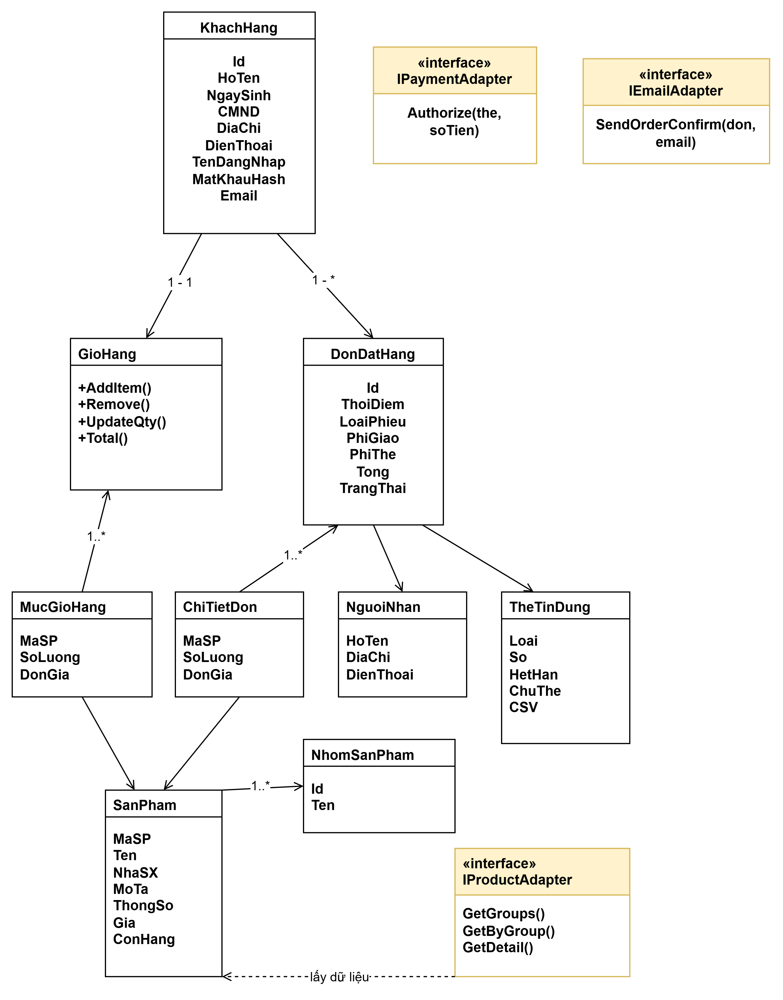 KhachHang
Id
HoTen
NgaySinh
CMND
DiaChi
DienThoai
TenDangNhap
MatKhauHash
Email
«interface»
IPaymentAdapter
Authorize(the,
soTien)
«interface»
IEmailAdapter
SendOrderConfirm(don,
email)
1 - 1
1 - *
GioHang
+AddItem()
+Remove()
+UpdateQty()
+Total()
DonDatHang
Id
ThoiDiem
LoaiPhieu
PhiGiao
PhiThe
Tong
TrangThai
1..*
1..*
MucGioHang
MaSP
SoLuong
DonGia
ChiTietDon
MaSP
SoLuong
DonGia
NguoiNhan
HoTen
DiaChi
DienThoai
TheTinDung
Loai
So
HetHan
ChuThe
CSV
NhomSanPham
Id
Ten
1..*
SanPham
MaSP
Ten
NhaSX
MoTa
ThongSo
Gia
ConHang
«interface»
IProductAdapter
GetGroups()
GetByGroup()
GetDetail()
lấy dữ liệu